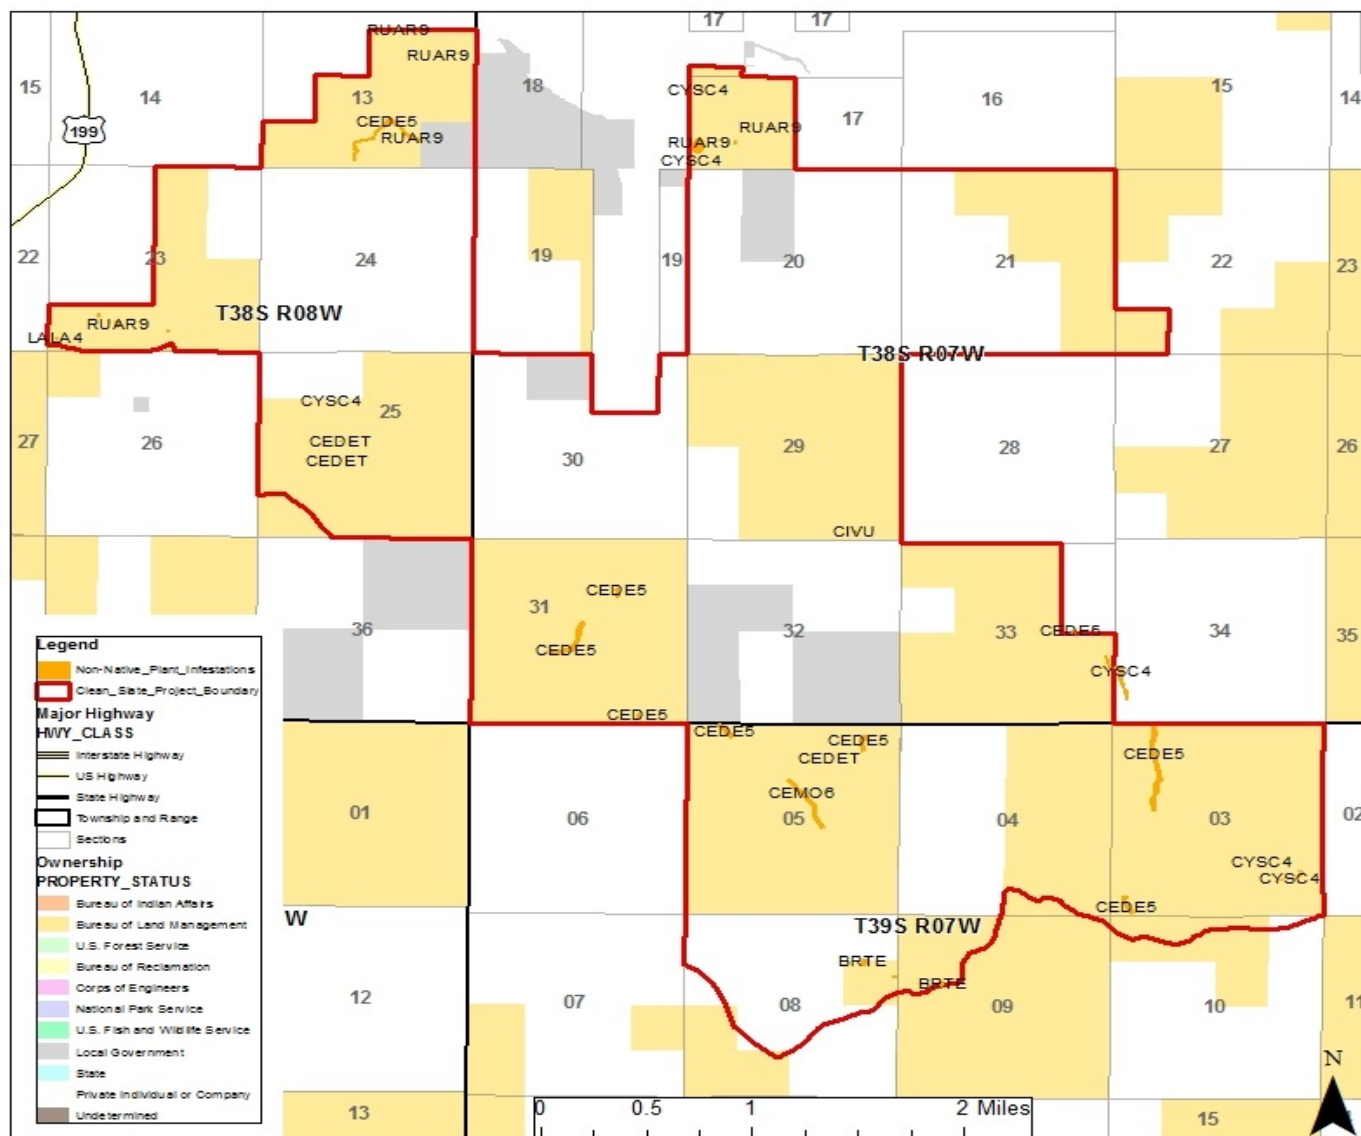 17 17
RUAR9
RUAR9
15 14 13 18 CYSC4 17 16 15 14
199
CEDE5
RUAR9
RUAR9
RUAR9
CYSC4
22 23 24 19 19 20 21 22 23
T38S R08W
RUAR9
LALA4
T38S R07W
CYSC4 25
27 26 CEDET 30 29 28 27 26
CEDET
CIVU
31 CEDE5
36 CEDE5 32 33 CEDE5 34 35
CYSC4
CEDE5
CEDE5
CEDE5
CEDET
CEDE5
CEMO6
01 06 05 04 03 02
CYSC4
CYSC4
CEDE5
W
T39S R07W
BRTE
BRTE
12 07 08 09 10 11
13 15
Legend
Non-Native_Plant_Infestations
Clean_Slate_Project_Boundary
Major Highway
HWY_CLASS
Interstate Highway
US Highway
State Highway
Township and Range
Sections
Ownership
PROPERTY_STATUS
Bureau of Indian Affairs
Bureau of Land Management
U.S. Forest Service
Bureau of Reclamation
Corps of Engineers
National Park Service
U.S. Fish and Wildlife Service
Local Government
State
Private Individual or Company
Undetermined
0 0.5 1 2 Miles
N